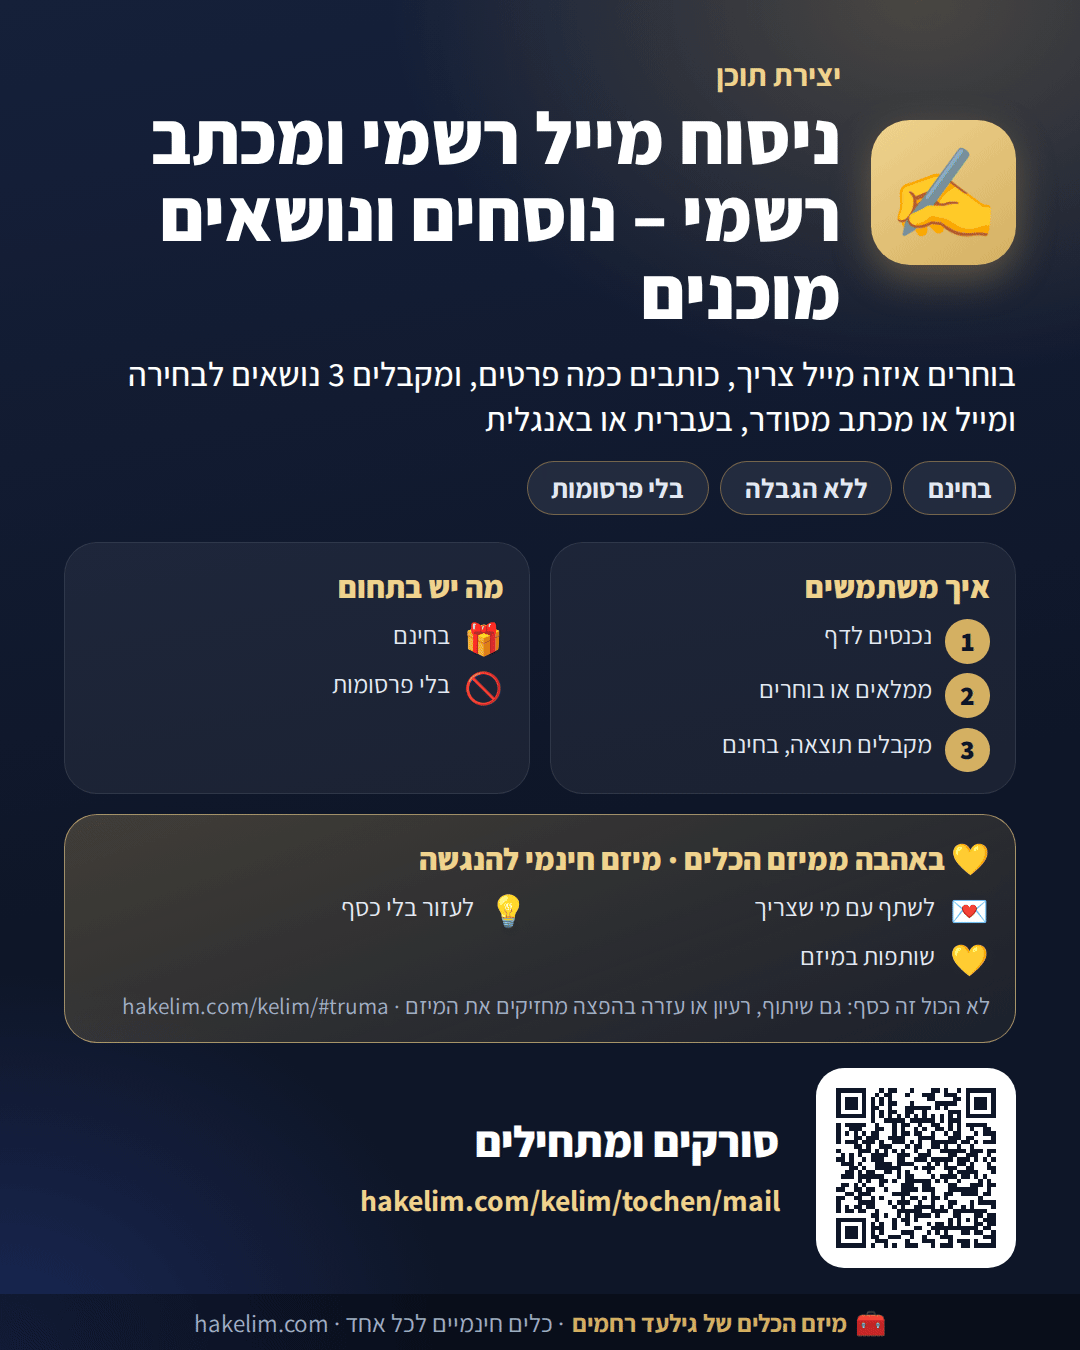 יצירת תוכן
ניסוח מייל רשמי ומכתב
רשמי – נוסחים ונושאים
מוכנים
בוחרים איזה מייל צריך, כותבים כמה פרטים, ומקבלים 3 נושאים לבחירה
ומייל או מכתב מסודר, בעברית או באנגלית
בחינם
ללא הגבלה
בלי פרסומות
איך משתמשים
1 נכנסים לדף
2 ממלאים או בוחרים
3 מקבלים תוצאה, בחינם
מה יש בתחום
בחינם
בלי פרסומות
באהבה ממיזם הכלים · מיזם חינמי להנגשה
לשתף עם מי שצריך
לעזור בלי כסף
שותפות במיזם
לא הכול זה כסף: גם שיתוף, רעיון או עזרה בהפצה מחזיקים את המיזם · hakelim.com/kelim/#truma
סורקים ומתחילים
hakelim.com/kelim/tochen/mail
מיזם הכלים של גילעד רחמים · כלים חינמיים לכל אחד · hakelim.com